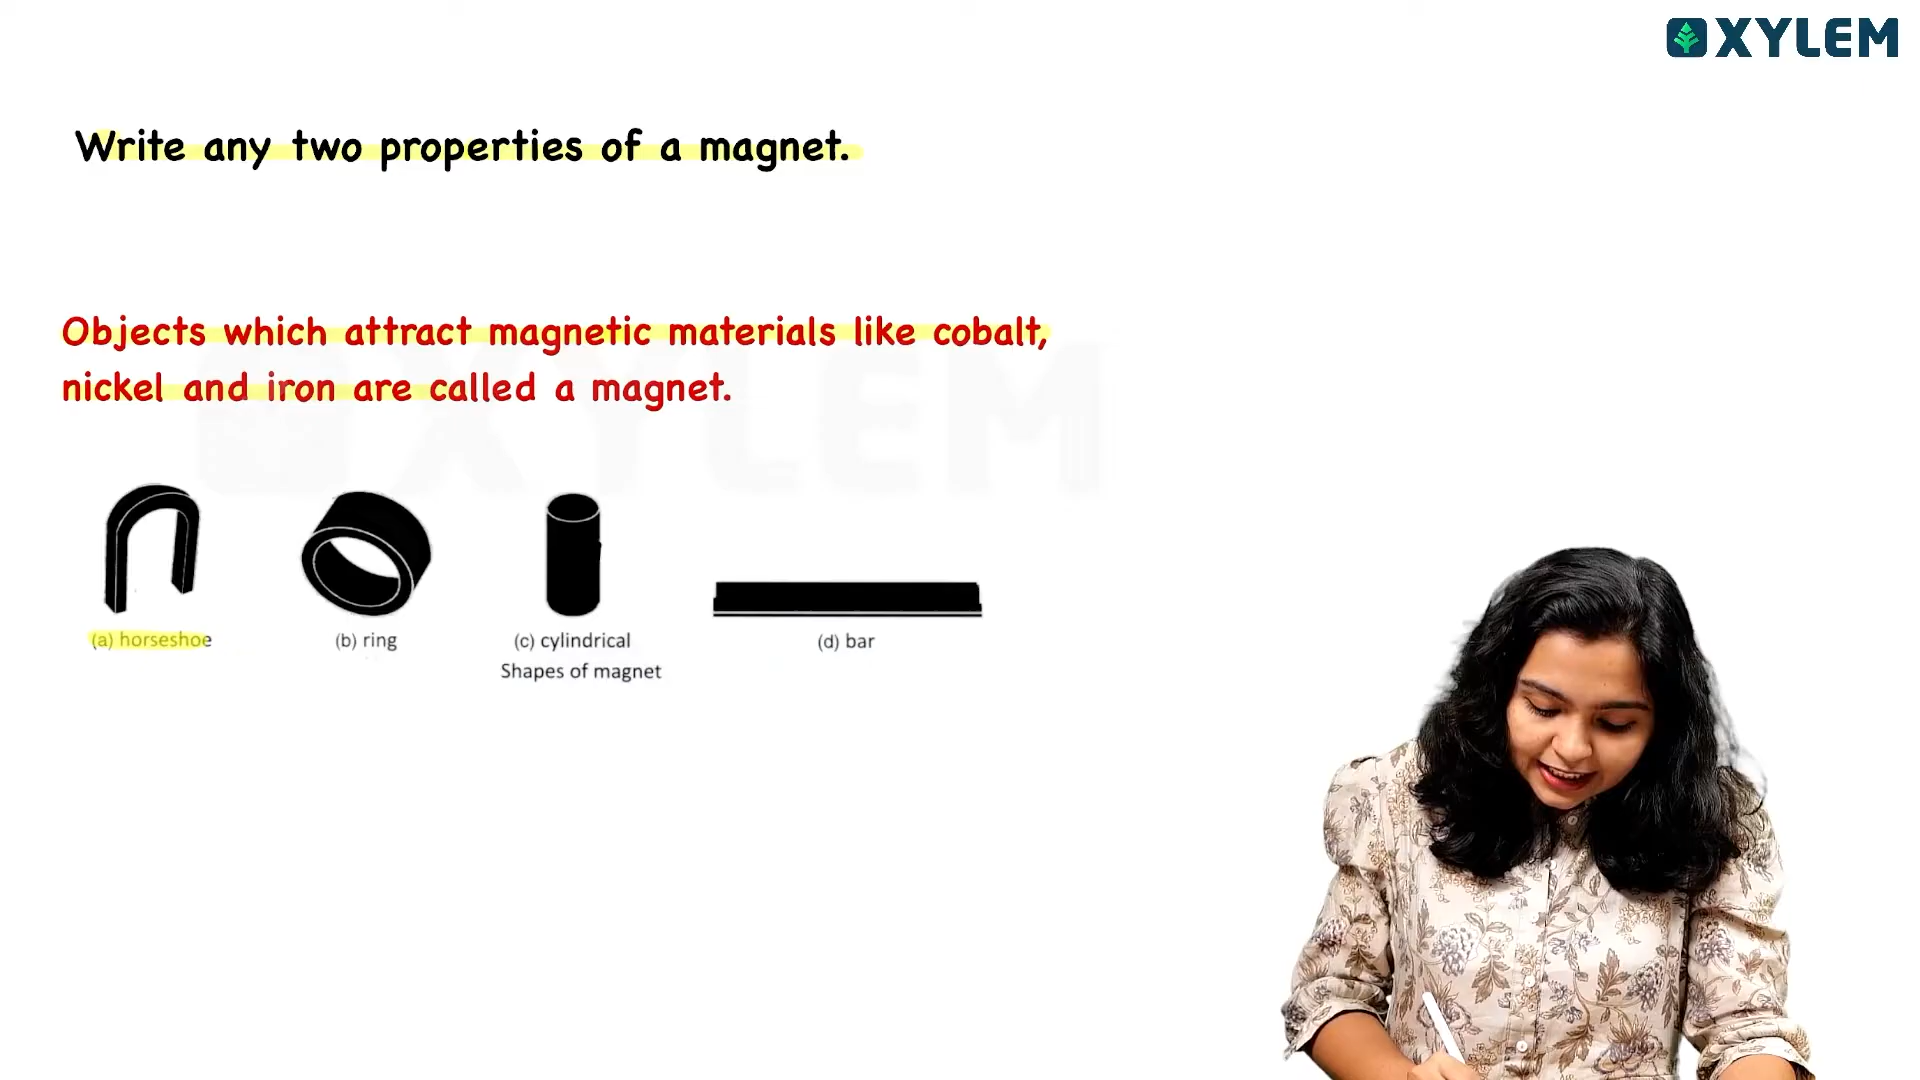 XYLEM
Write any two properties of a magnet.
Objects which attract magnetic materials like cobalt,
nickel and iron are called a magnet.
XYLEM
(a) horseshoe
(b) ring
(c) cylindrical
(d) bar
Shapes of magnet